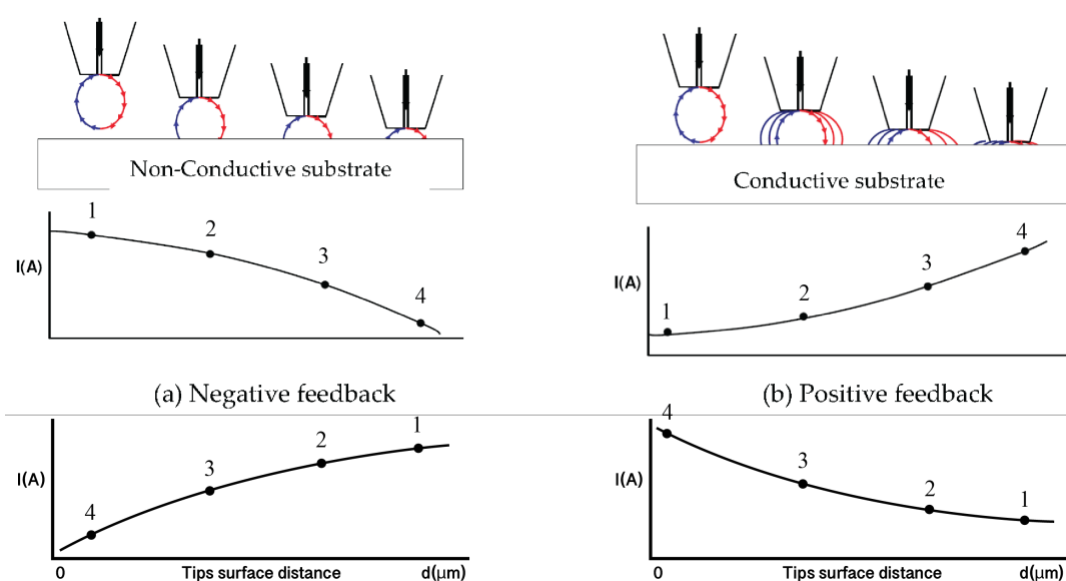 Non-Conductive substrate
Conductive substrate
1
2
3
4
I(A)
1
2
3
4
I(A)
(a) Negative feedback
(b) Positive feedback
4
3
2
1
I(A)
0
Tips surface distance
d(μm)
4
3
2
1
I(A)
0
Tips surface distance
d(μm)